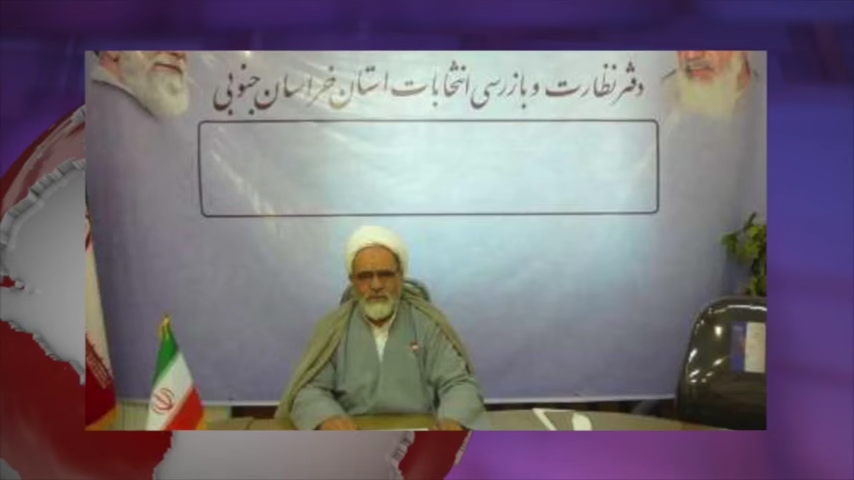 دفتر نظارت و بازرسی انتخابات استان خراسان جنوبی